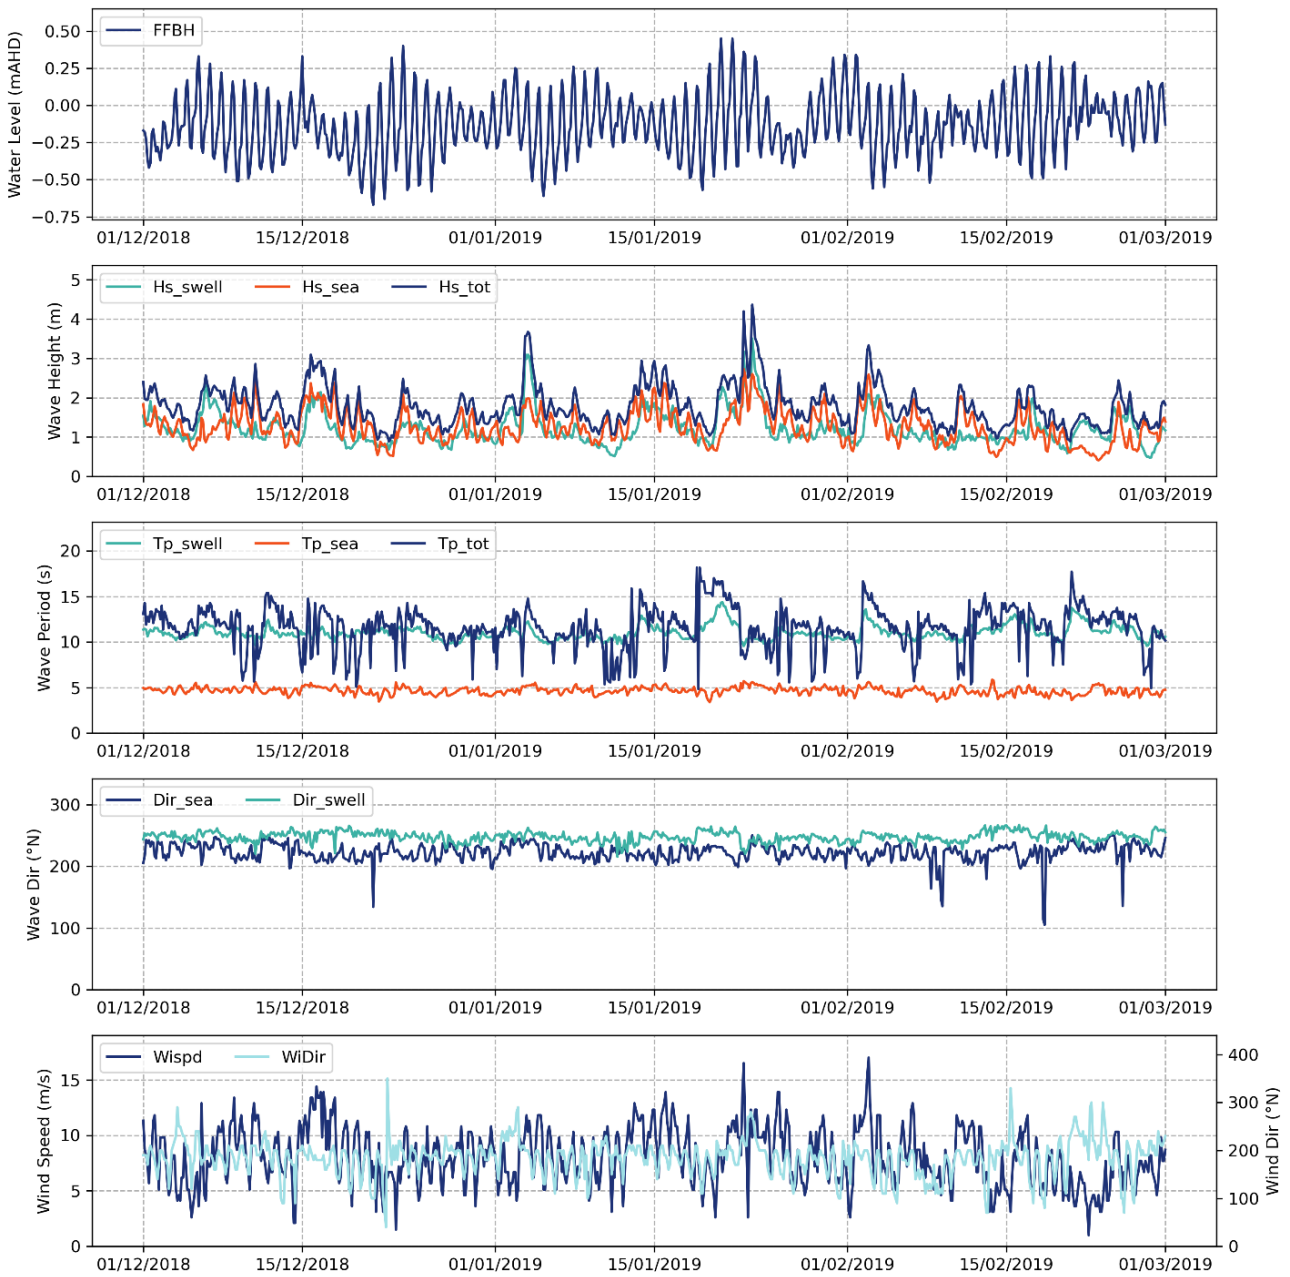 FFBH
Water Level (mAHD)
0.50
0.25
0.00
−0.25
−0.50
−0.75
01/12/2018 15/12/2018 01/01/2019 15/01/2019 01/02/2019 15/02/2019 01/03/2019
Hs_swell Hs_sea Hs_tot
Wave Height (m)
5
4
3
2
1
0
01/12/2018 15/12/2018 01/01/2019 15/01/2019 01/02/2019 15/02/2019 01/03/2019
Tp_swell Tp_sea Tp_tot
Wave Period (s)
20
15
10
5
0
01/12/2018 15/12/2018 01/01/2019 15/01/2019 01/02/2019 15/02/2019 01/03/2019
Dir_sea Dir_swell
Wave Dir (°N)
300
200
100
0
01/12/2018 15/12/2018 01/01/2019 15/01/2019 01/02/2019 15/02/2019 01/03/2019
Wispd WiDir
Wind Speed (m/s)
15
10
5
0
400
300
200
100
0
Wind Dir (°N)
01/12/2018 15/12/2018 01/01/2019 15/01/2019 01/02/2019 15/02/2019 01/03/2019